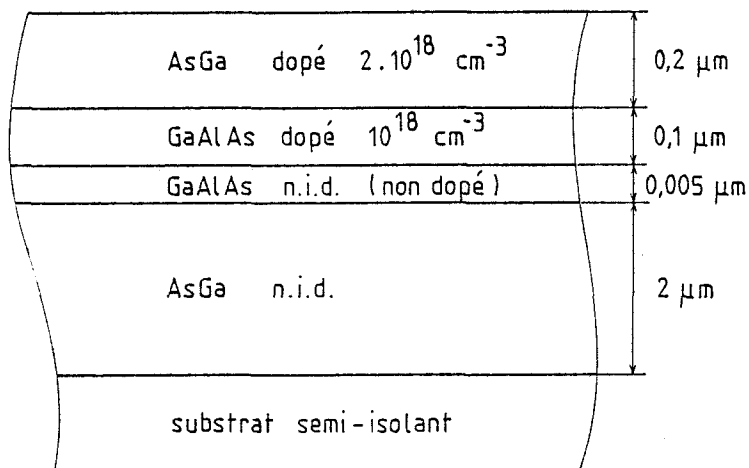 AsGa dopé 2.10¹⁸ cm⁻³ 0,2 µm
GaAlAs dopé 10¹⁸ cm⁻³ 0,1 µm
GaAlAs n.i.d. (non dopé) 0,005 µm
AsGa n.i.d. 2 µm
substrat semi-isolant